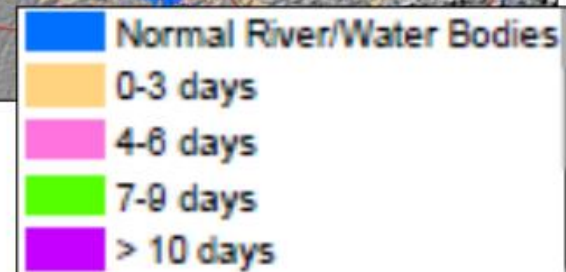 Normal River/Water Bodies
0-3 days
4-6 days
7-9 days
> 10 days